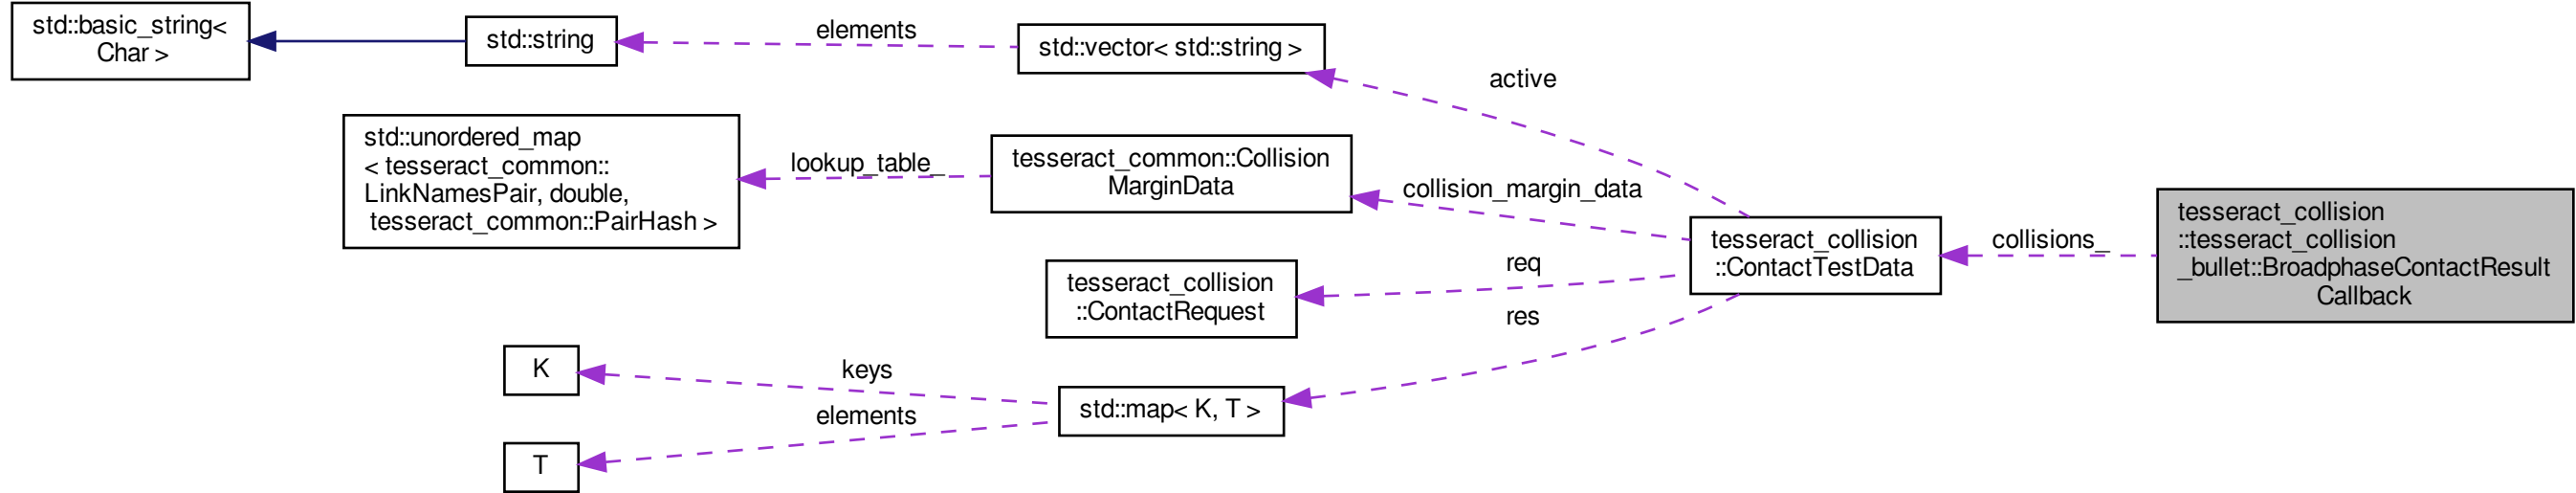 std::basic_string<
Char >
std::string
elements
std::vector< std::string >
active
std::unordered_map
< tesseract_common::
LinkNamesPair, double,
tesseract_common::PairHash >
lookup_table_
tesseract_common::Collision
MarginData
collision_margin_data
tesseract_collision
::ContactRequest
req
res
tesseract_collision
::ContactTestData
collisions_
tesseract_collision
::tesseract_collision
_bullet::BroadphaseContactResult
Callback
K
keys
std::map< K, T >
elements
T